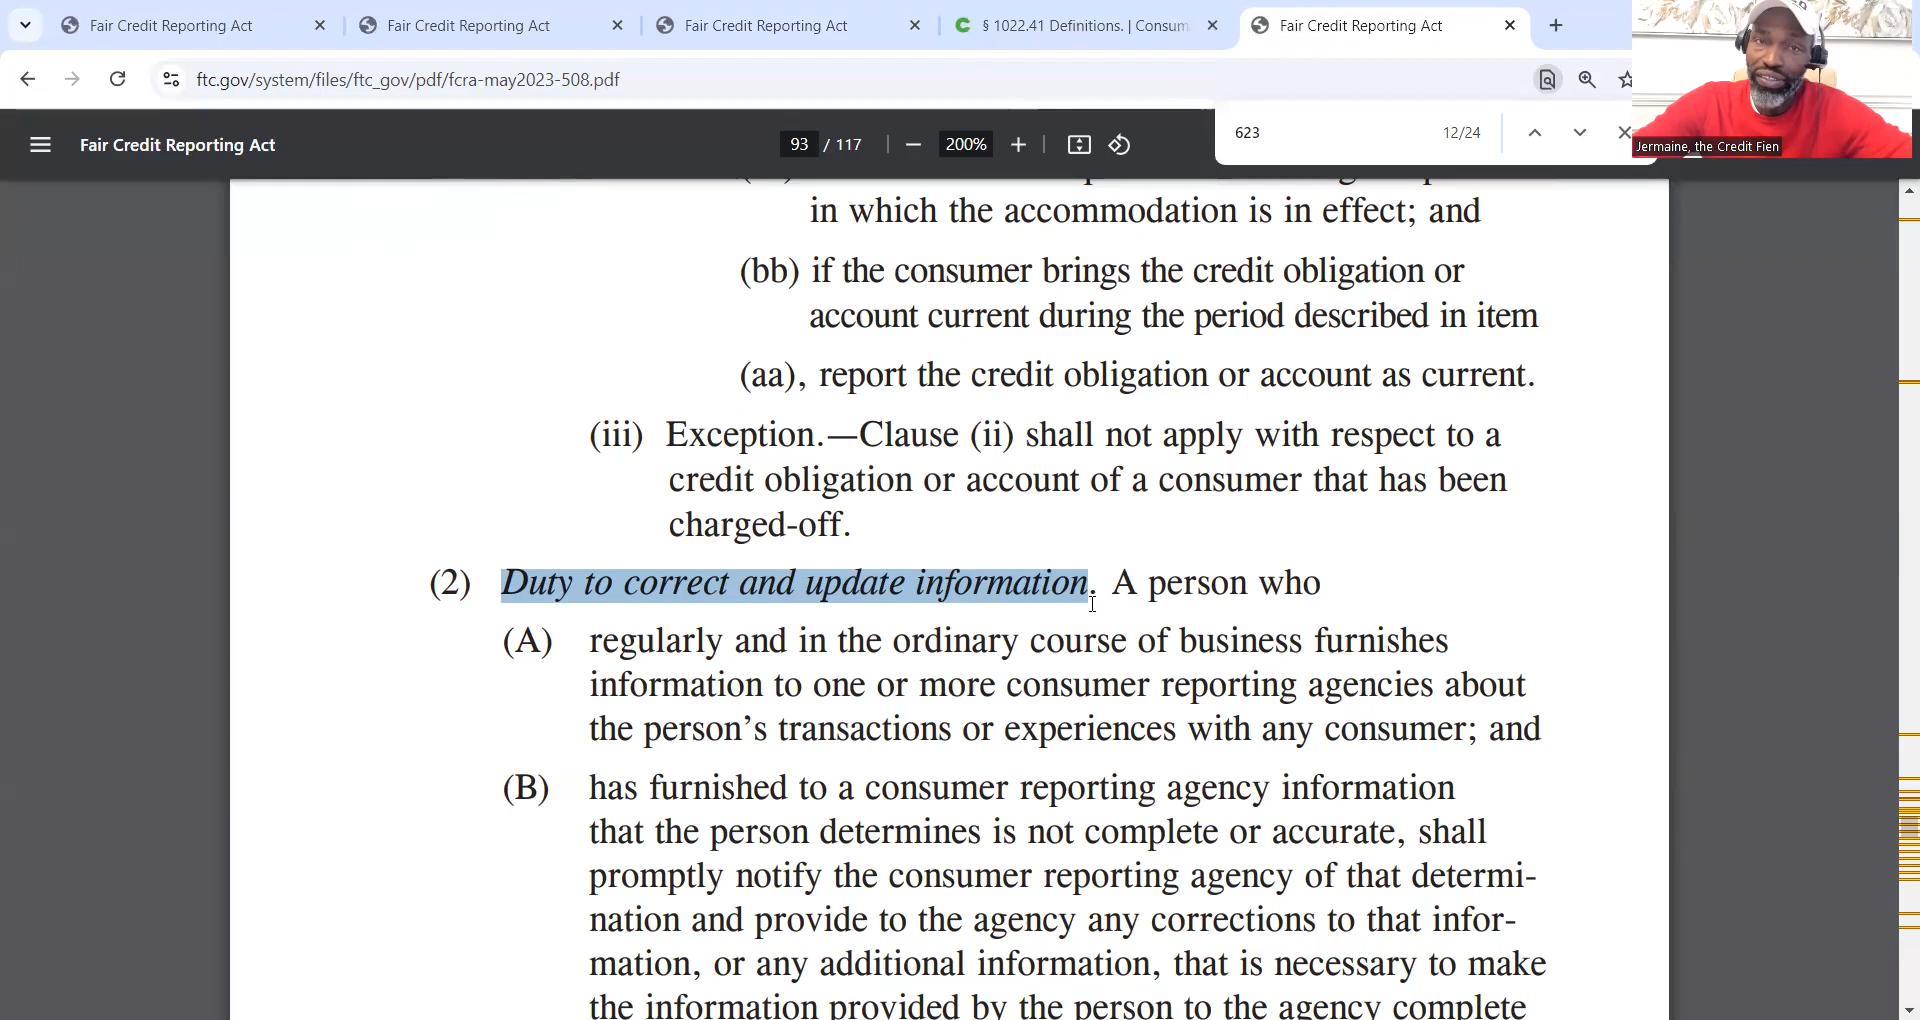 Fair Credit Reporting Act
Fair Credit Reporting Act
Fair Credit Reporting Act
§ 1022.41 Definitions. | Consum
Fair Credit Reporting Act
ftc.gov/system/files/ftc_gov/pdf/fcra-may2023-508.pdf
Fair Credit Reporting Act
93 / 117
200%
623
12/24
Jermaine, the Credit Fien
in which the accommodation is in effect; and
(bb) if the consumer brings the credit obligation or
account current during the period described in item
(aa), report the credit obligation or account as current.
(iii) Exception.—Clause (ii) shall not apply with respect to a
credit obligation or account of a consumer that has been
charged-off.
(2) Duty to correct and update information. A person who
(A) regularly and in the ordinary course of business furnishes
information to one or more consumer reporting agencies about
the person’s transactions or experiences with any consumer; and
(B) has furnished to a consumer reporting agency information
that the person determines is not complete or accurate, shall
promptly notify the consumer reporting agency of that determi-
nation and provide to the agency any corrections to that infor-
mation, or any additional information, that is necessary to make
the information provided by the person to the agency complete